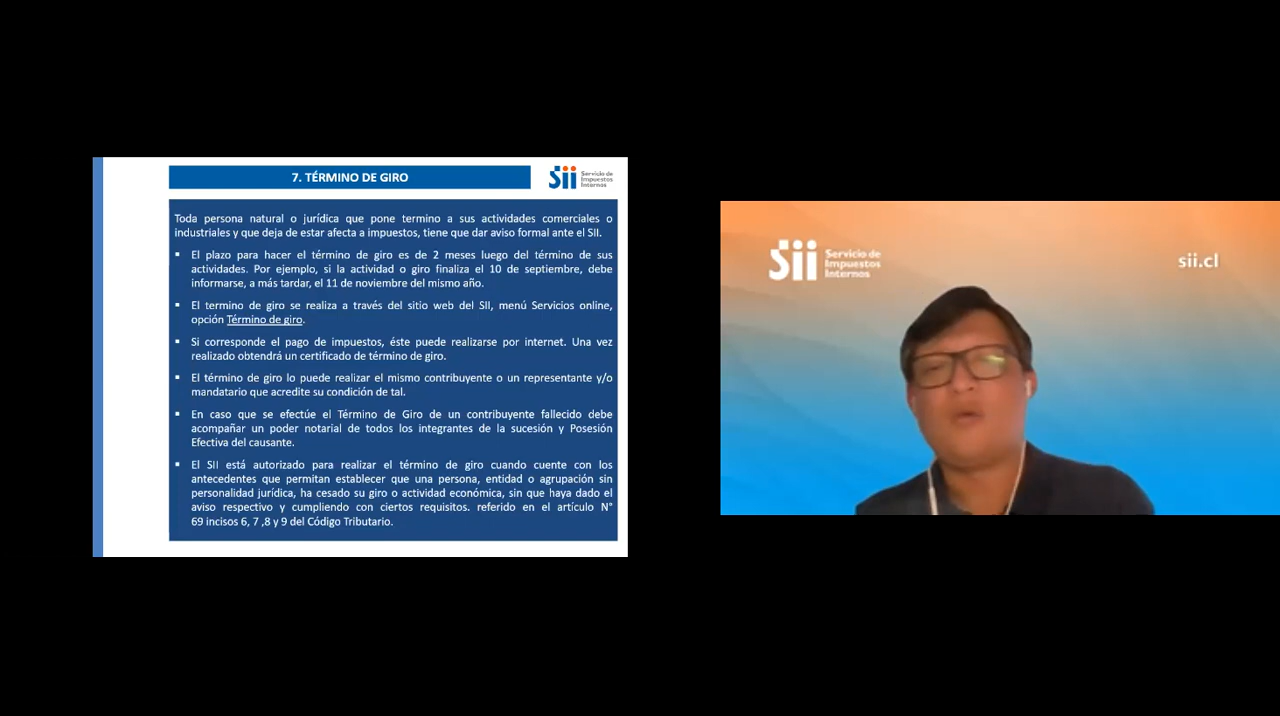 7. TÉRMINO DE GIRO
Sii Servicio de
Impuestos
Internos
Toda persona natural o jurídica que pone termino a sus actividades comerciales o
industriales y que deja de estar afecta a impuestos, tiene que dar aviso formal ante el SII.
▪ El plazo para hacer el término de giro es de 2 meses luego del término de sus
actividades. Por ejemplo, si la actividad o giro finaliza el 10 de septiembre, debe
informarse, a más tardar, el 11 de noviembre del mismo año.
▪ El termino de giro se realiza a través del sitio web del SII, menú Servicios online,
opción Término de giro.
▪ Si corresponde el pago de impuestos, éste puede realizarse por internet. Una vez
realizado obtendrá un certificado de término de giro.
▪ El término de giro lo puede realizar el mismo contribuyente o un representante y/o
mandatario que acredite su condición de tal.
▪ En caso que se efectúe el Término de Giro de un contribuyente fallecido debe
acompañar un poder notarial de todos los integrantes de la sucesión y Posesión
Efectiva del causante.
▪ El SII está autorizado para realizar el término de giro cuando cuente con los
antecedentes que permitan establecer que una persona, entidad o agrupación sin
personalidad jurídica, ha cesado su giro o actividad económica, sin que haya dado el
aviso respectivo y cumpliendo con ciertos requisitos. referido en el artículo N°
69 incisos 6, 7 ,8 y 9 del Código Tributario.
Sii Servicio de
Impuestos
Internos
sii.cl